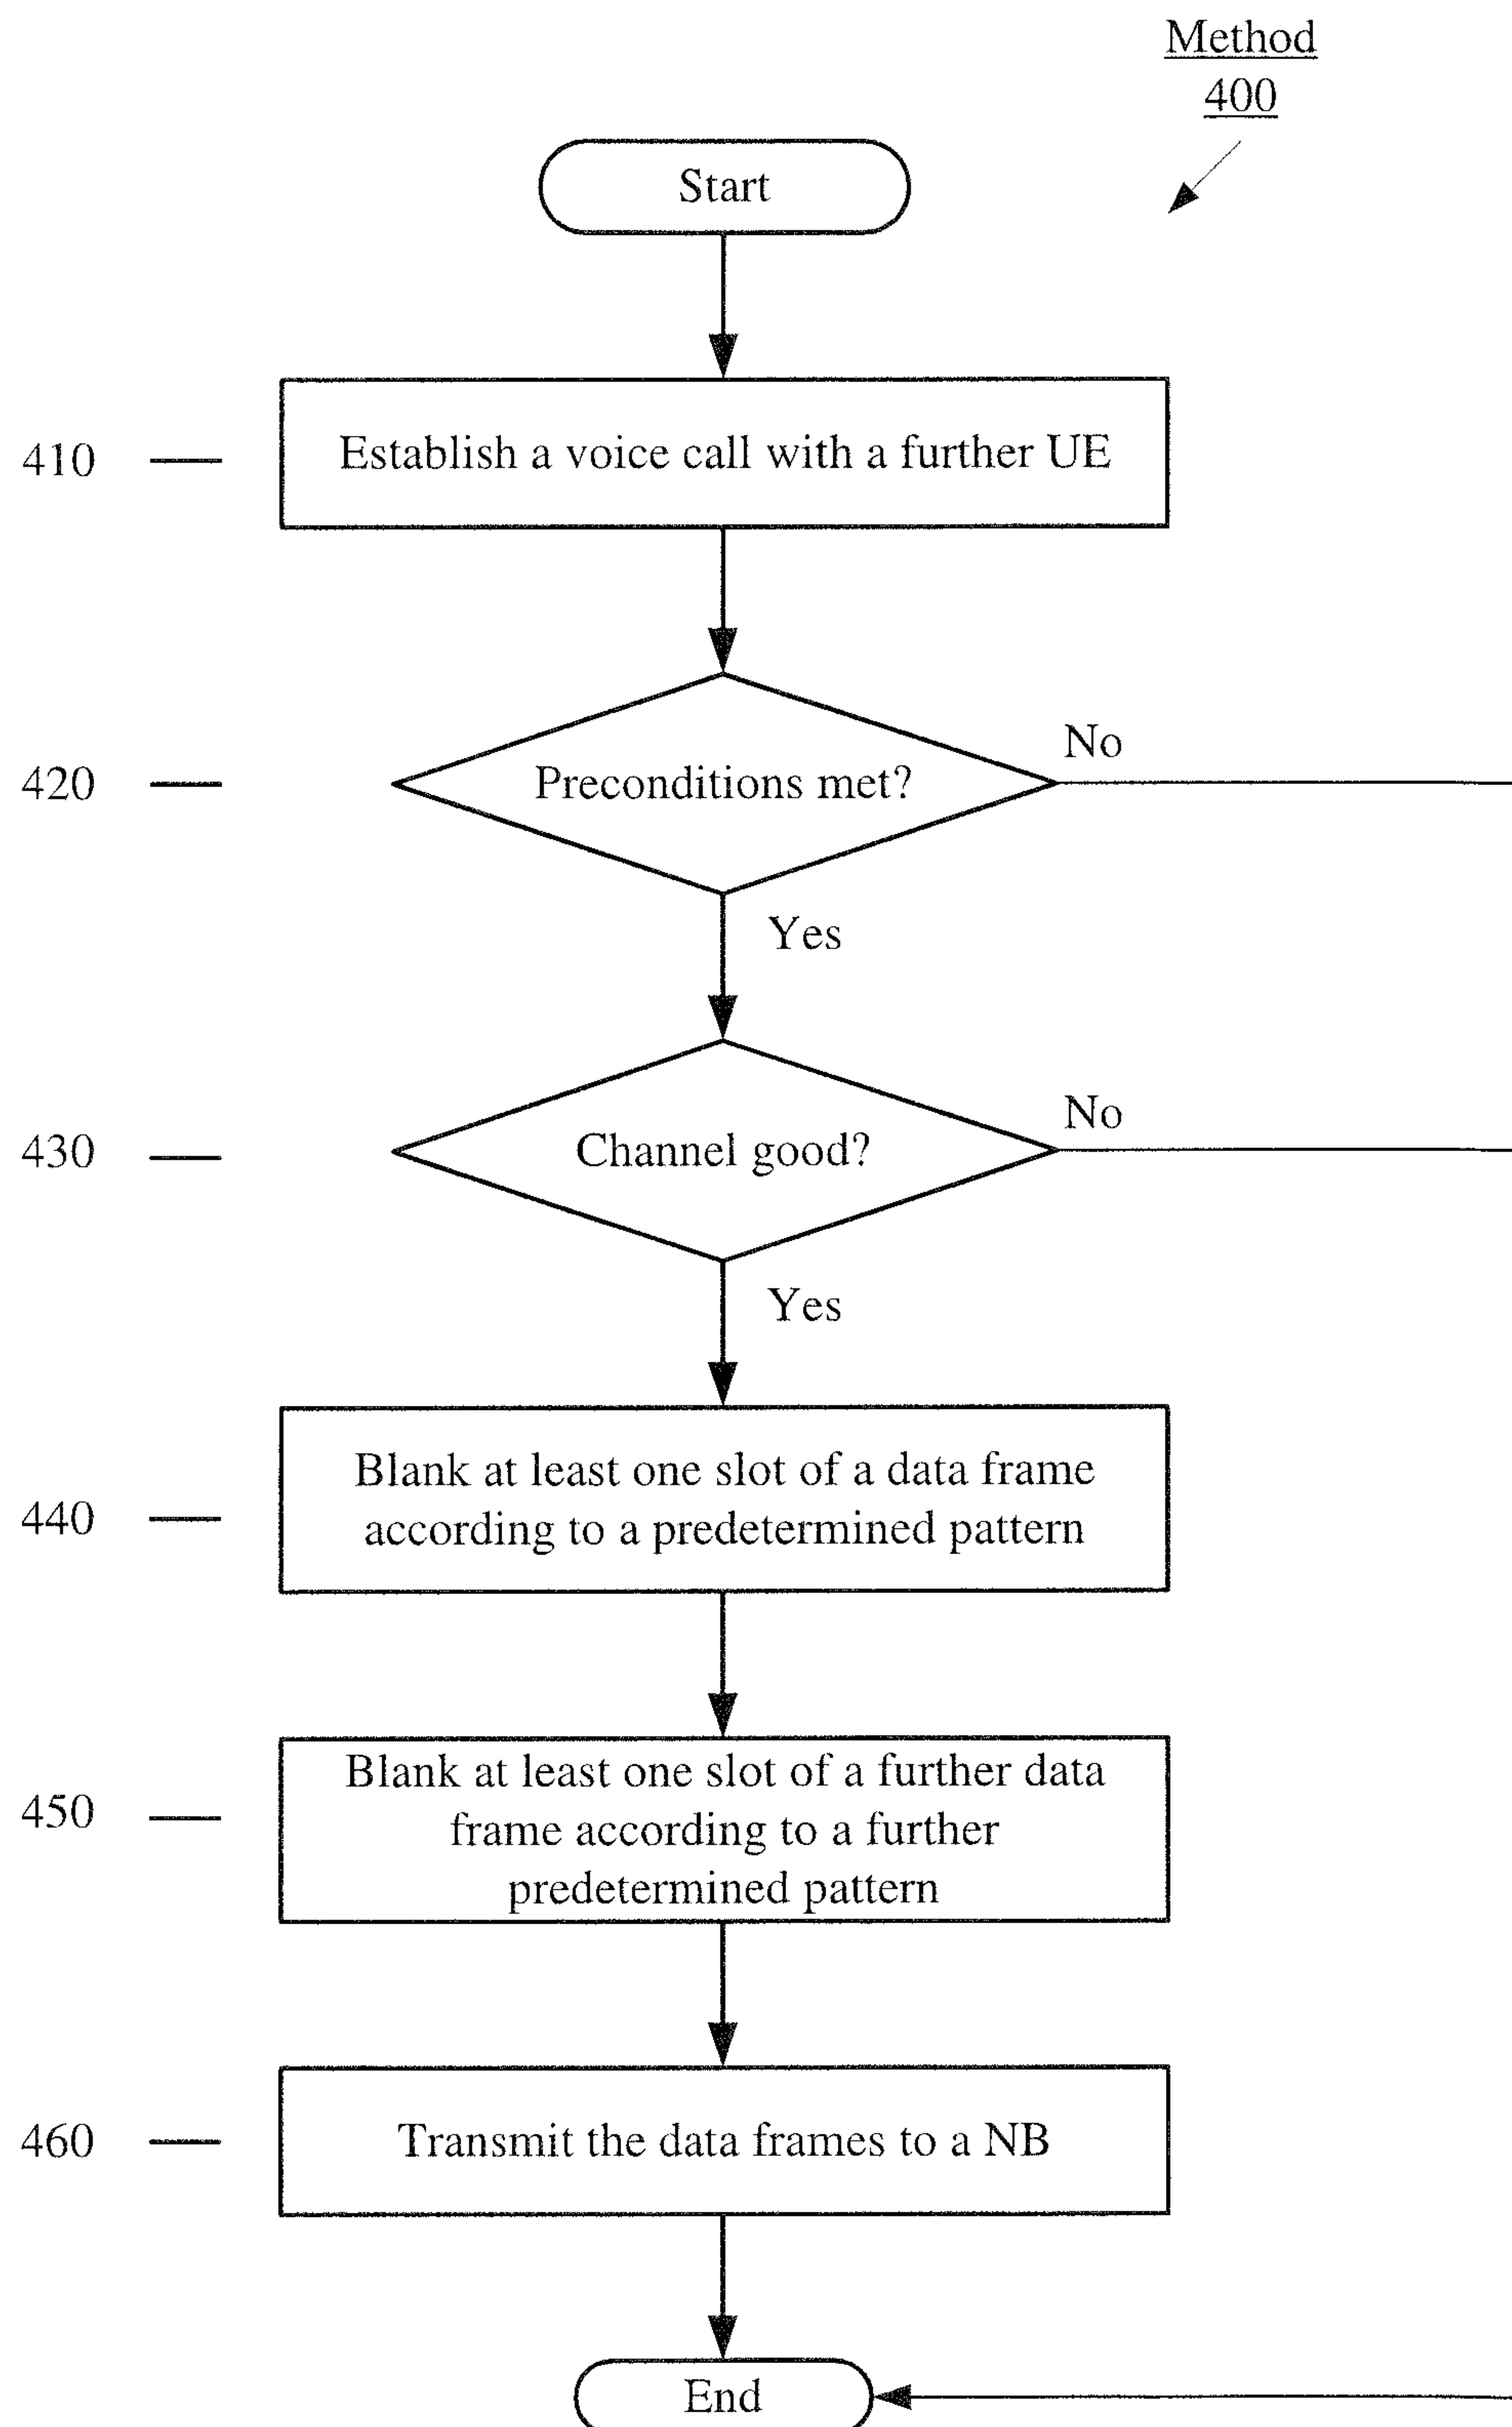 Method
400
Start
410
Establish a voice call with a further UE
420
Preconditions met?
No
Yes
430
Channel good?
No
Yes
440
Blank at least one slot of a data frame
according to a predetermined pattern
450
Blank at least one slot of a further data
frame according to a further
predetermined pattern
460
Transmit the data frames to a NB
End